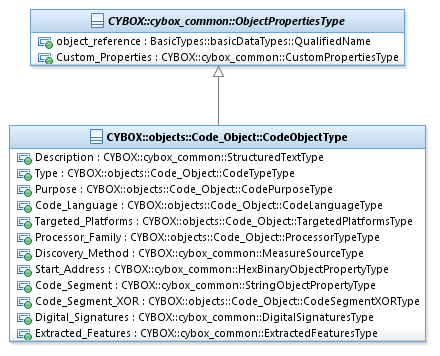 CYBOX::cybox_common::ObjectPropertiesType
object_reference : BasicTypes::basicDataTypes::QualifiedName
Custom_Properties : CYBOX::cybox_common::CustomPropertiesType
CYBOX::objects::Code_Object::CodeObjectType
Description : CYBOX::cybox_common::StructuredTextType
Type : CYBOX::objects::Code_Object::CodeTypeType
Purpose : CYBOX::objects::Code_Object::CodePurposeType
Code_Language : CYBOX::objects::Code_Object::CodeLanguageType
Targeted_Platforms : CYBOX::objects::Code_Object::TargetedPlatformsType
Processor_Family : CYBOX::objects::Code_Object::ProcessorTypeType
Discovery_Method : CYBOX::cybox_common::MeasureSourceType
Start_Address : CYBOX::cybox_common::HexBinaryObjectPropertyType
Code_Segment : CYBOX::cybox_common::StringObjectPropertyType
Code_Segment_XOR : CYBOX::objects::Code_Object::CodeSegmentXORType
Digital_Signatures : CYBOX::cybox_common::DigitalSignaturesType
Extracted_Features : CYBOX::cybox_common::ExtractedFeaturesType